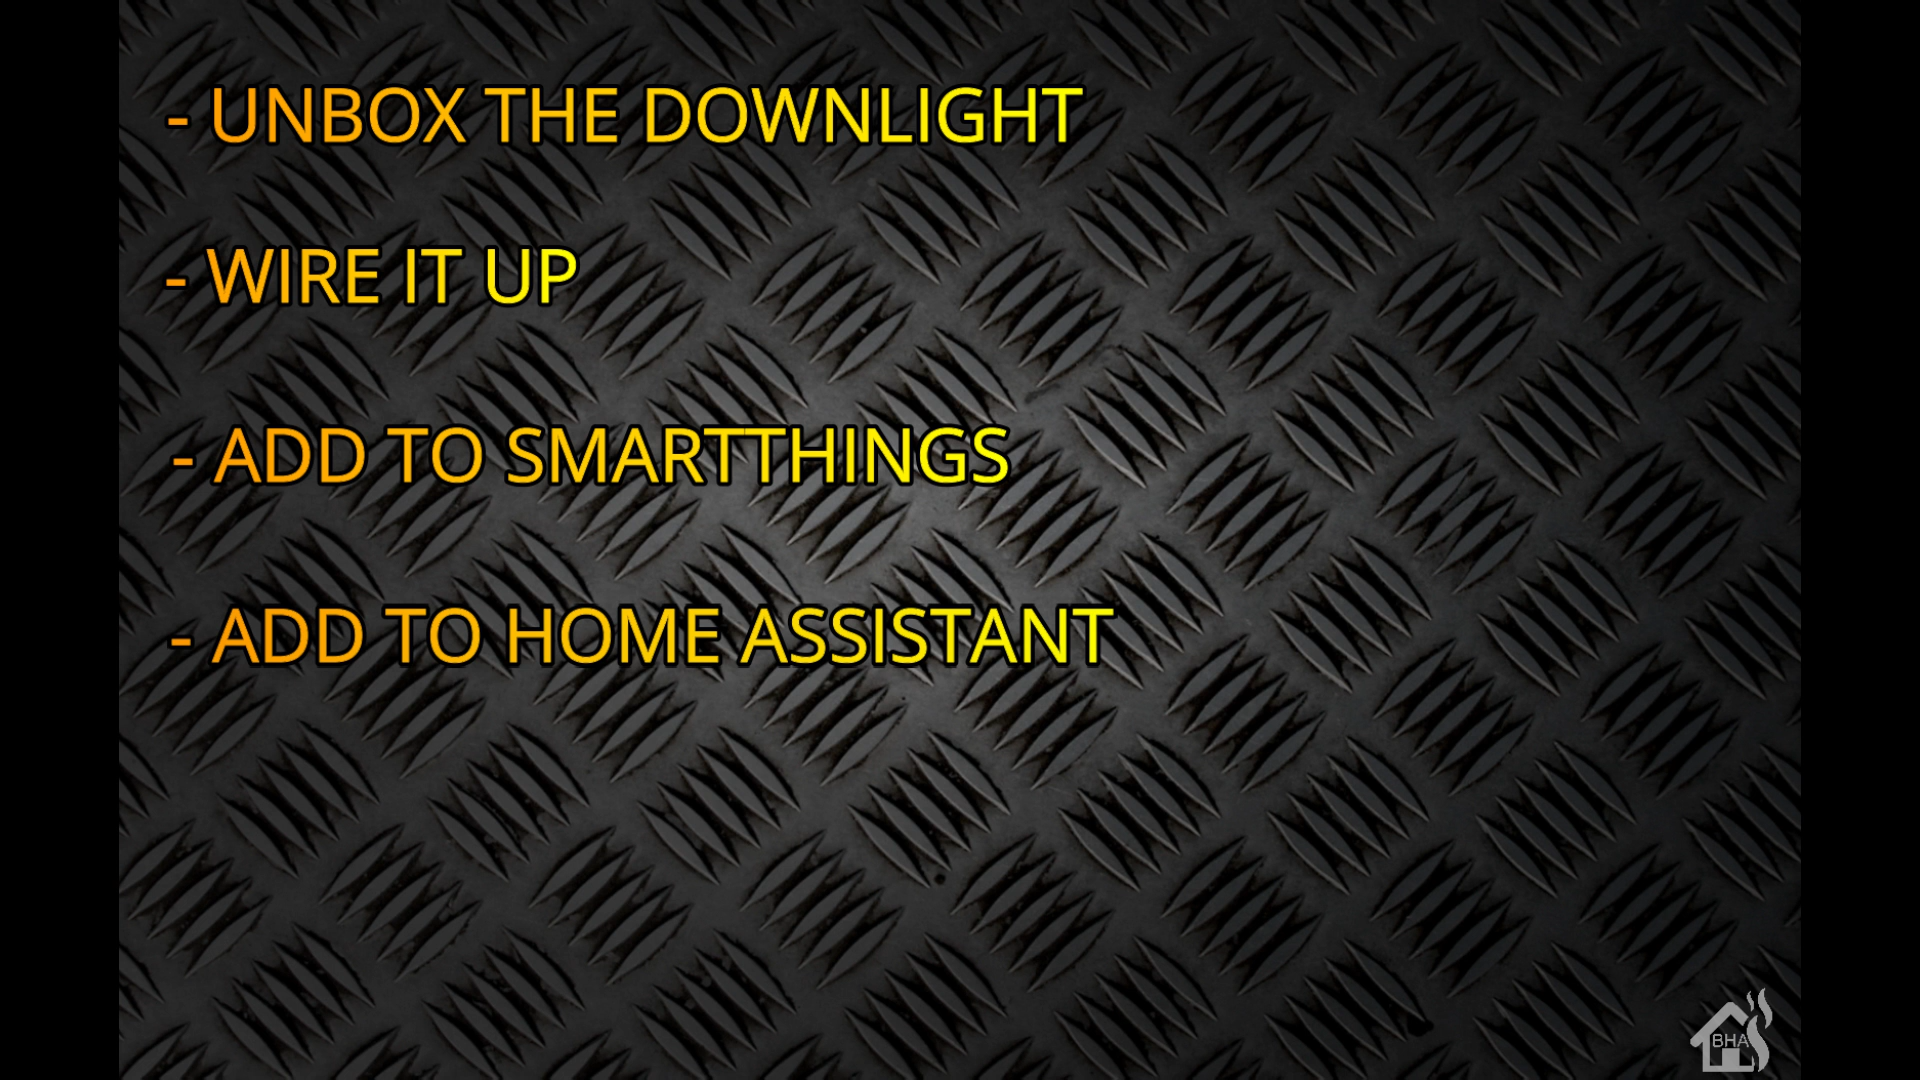 - UNBOX THE DOWNLIGHT
- WIRE IT UP
- ADD TO SMARTTHINGS
- ADD TO HOME ASSISTANT
BHA